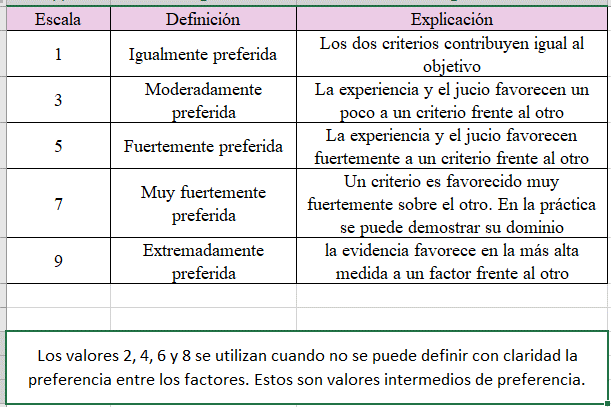 Escala Definición Explicación
1 Igualmente preferida Los dos criterios contribuyen igual al
objetivo
3 Moderadamente
preferida La experiencia y el jucio favorecen un
poco a un criterio frente al otro
5 Fuertemente preferida La experiencia y el jucio favorecen
fuertemente a un criterio frente al otro
7 Muy fuertemente
preferida Un criterio es favorecido muy
fuertemente sobre el otro. En la práctica
se puede demostrar su dominio
9 Extremadamente
preferida la evidencia favorece en la más alta
medida a un factor frente al otro
Los valores 2, 4, 6 y 8 se utilizan cuando no se puede definir con claridad la
preferencia entre los factores. Estos son valores intermedios de preferencia.